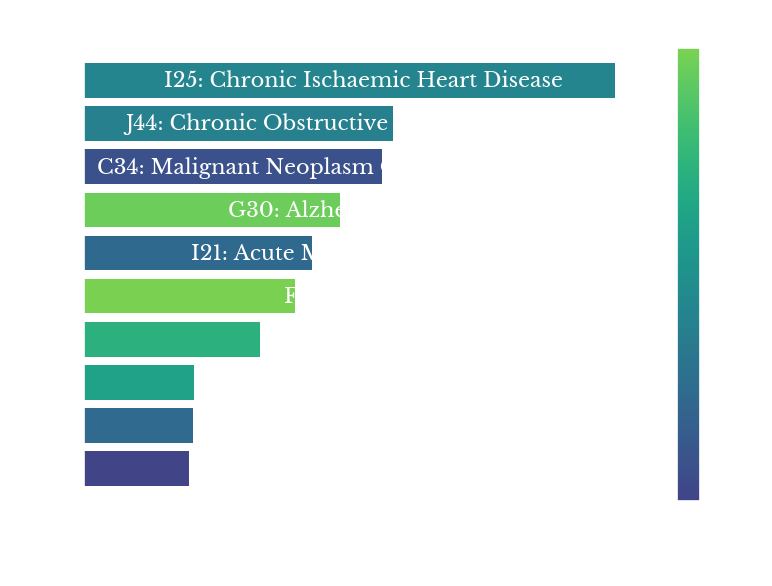 I25: Chronic Ischaemic Heart Disease
J44: Chronic Obstructive
C34: Malignant Neoplasm
G30: Alzhe
I21: Acute M
F